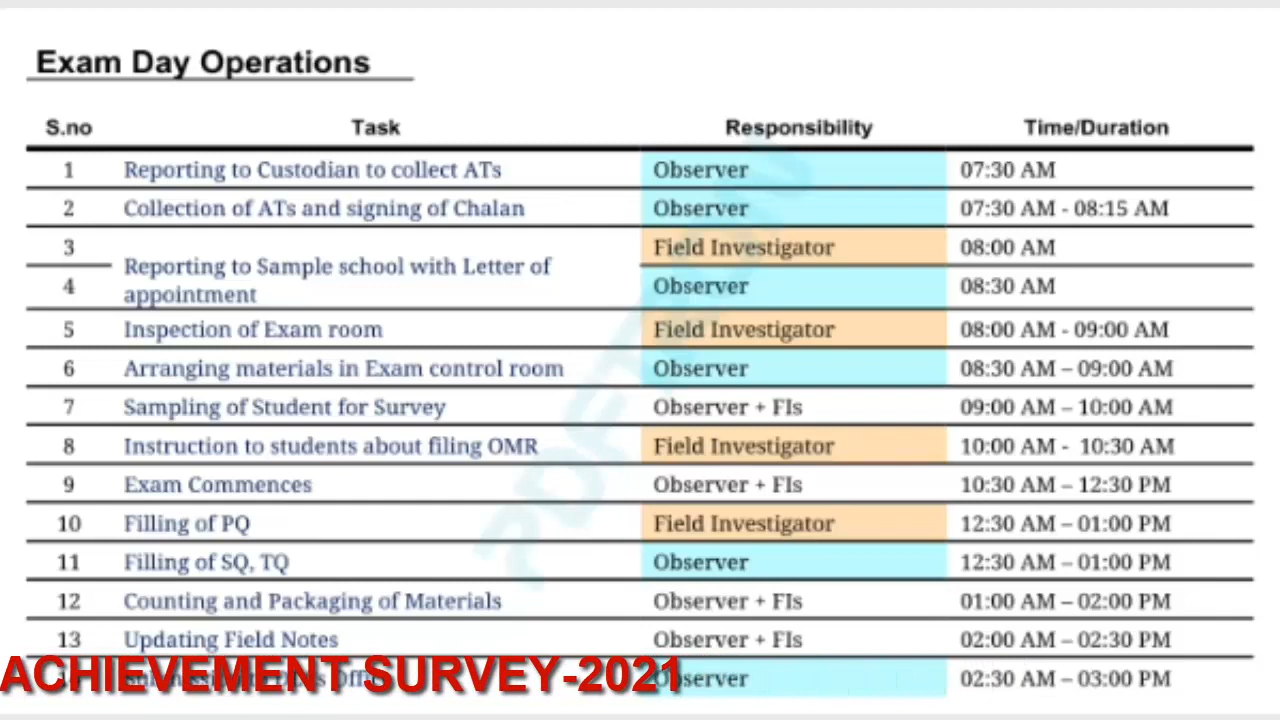 Exam Day Operations
S.no Task Responsibility Time/Duration
1 Reporting to Custodian to collect ATs Observer 07:30 AM
2 Collection of ATs and signing of Chalan Observer 07:30 AM - 08:15 AM
3 Field Investigator 08:00 AM
Reporting to Sample school with Letter of
4 Observer 08:30 AM
appointment
5 Inspection of Exam room Field Investigator 08:00 AM - 09:00 AM
6 Arranging materials in Exam control room Observer 08:30 AM – 09:00 AM
7 Sampling of Student for Survey Observer + FIs 09:00 AM – 10:00 AM
8 Instruction to students about filing OMR Field Investigator 10:00 AM - 10:30 AM
9 Exam Commences Observer + FIs 10:30 AM – 12:30 PM
10 Filling of PQ Field Investigator 12:30 AM – 01:00 PM
11 Filling of SQ, TQ Observer 12:30 AM – 01:00 PM
12 Counting and Packaging of Materials Observer + FIs 01:00 AM – 02:00 PM
13 Updating Field Notes Observer + FIs 02:00 AM – 02:30 PM
Observer 02:30 AM – 03:00 PM
ACHIEVEMENT SURVEY-2021